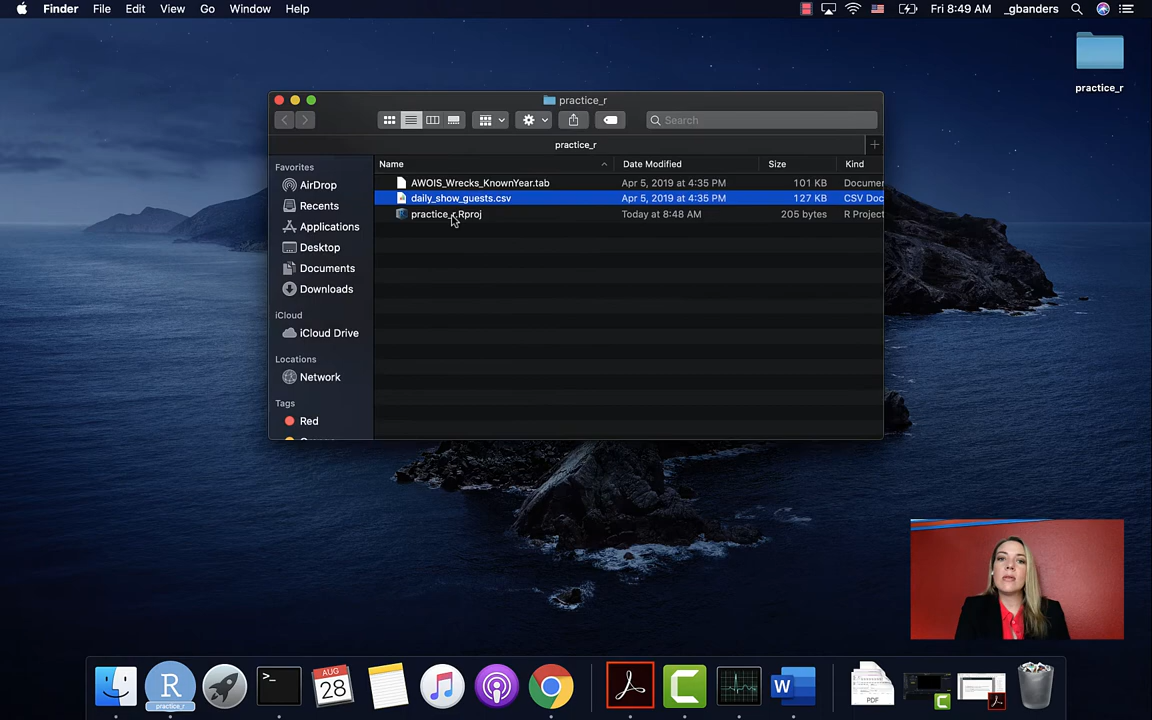 Finder File Edit View Go Window Help Fri 8:49 AM _gbanders
practice_r
practice_r
Search
practice_r
Favorites
AirDrop
Recents
Applications
Desktop
Documents
Downloads
iCloud
iCloud Drive
Locations
Network
Tags
Red
Name Date Modified Size Kind
AWOIS_Wrecks_KnownYear.tab Apr 5, 2019 at 4:35 PM 101 KB Documen
daily_show_guests.csv Apr 5, 2019 at 4:35 PM 127 KB CSV Doc
practice_r.Rproj Today at 8:48 AM 205 bytes R Project
R
practice_r
>_
AUG
28
C
W
PDF